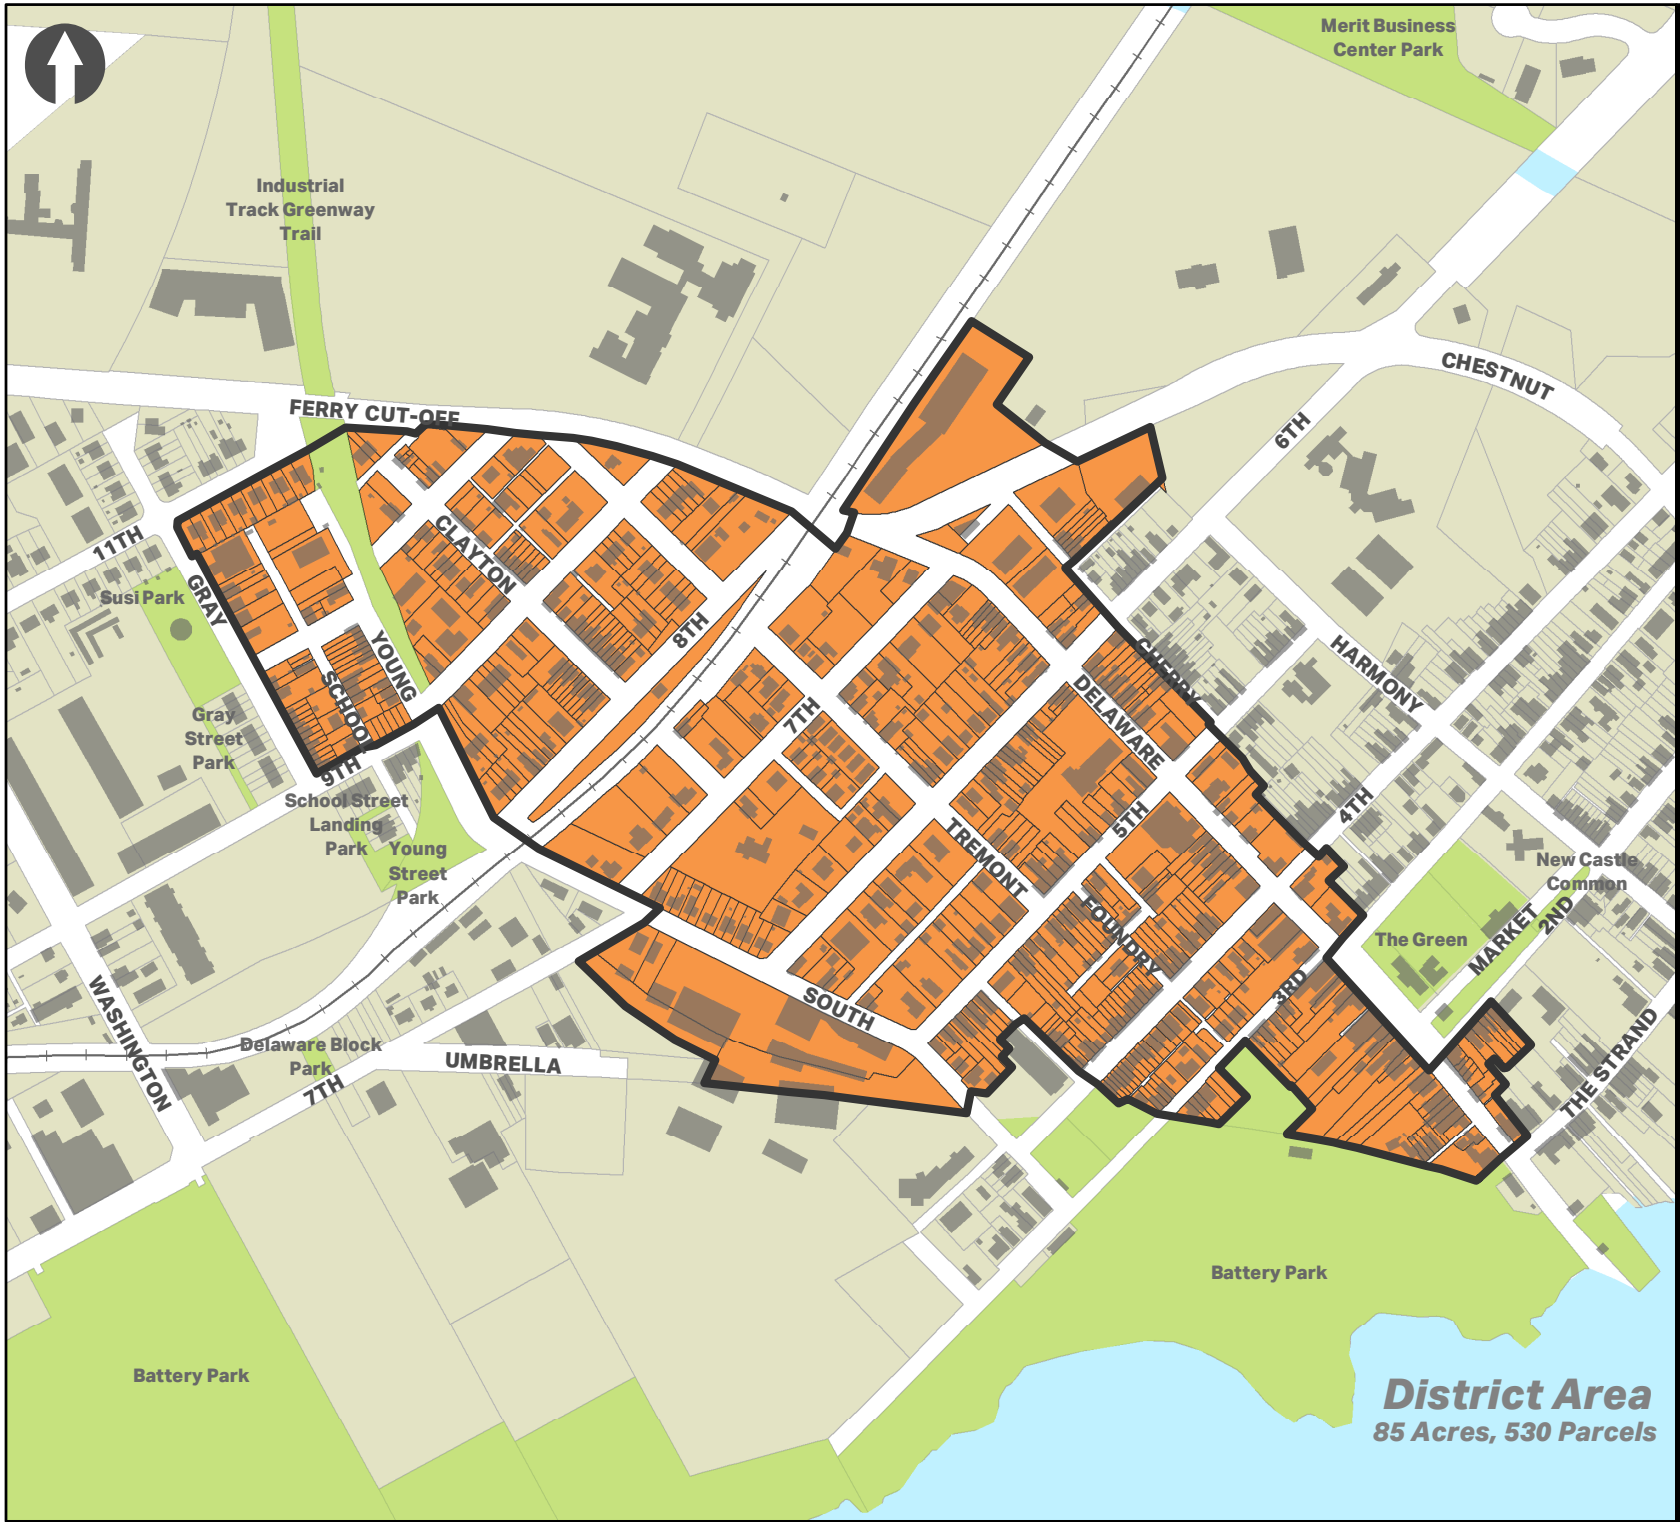 Merit Business
Center Park
Industrial
Track Greenway
Trail
CHESTNUT
FERRY CUT-OFF
6TH
11TH
CLAYTON
GRAY
Susi Park
8TH
YOUNG
CHERRY
HARMONY
SCHOOL
DELAWARE
7TH
Gray
Street
Park
9TH
School Street
Landing
Park
Young
Street
Park
5TH
4TH
TREMONT
New Castle
Common
FOUNDRY
2ND
MARKET
The Green
3RD
SOUTH
WASHINGTON
Delaware Block
Park
UMBRELLA
7TH
THE STRAND
Battery Park
Battery Park
District Area
85 Acres, 530 Parcels